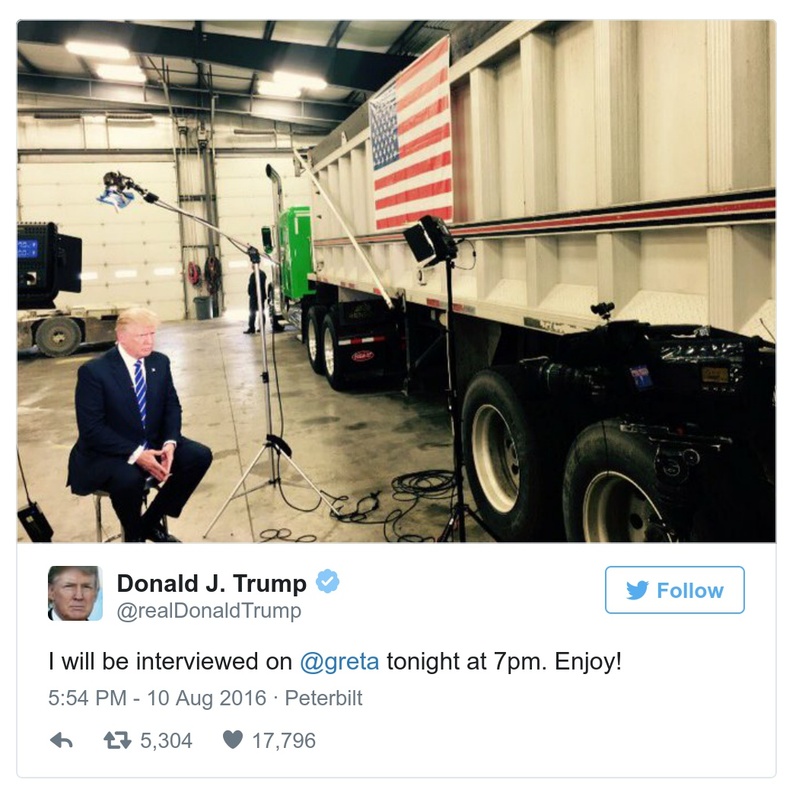 Donald J. Trump
@realDonaldTrump
Follow
I will be interviewed on @greta tonight at 7pm. Enjoy!
5:54 PM - 10 Aug 2016 · Peterbilt
5,304
17,796